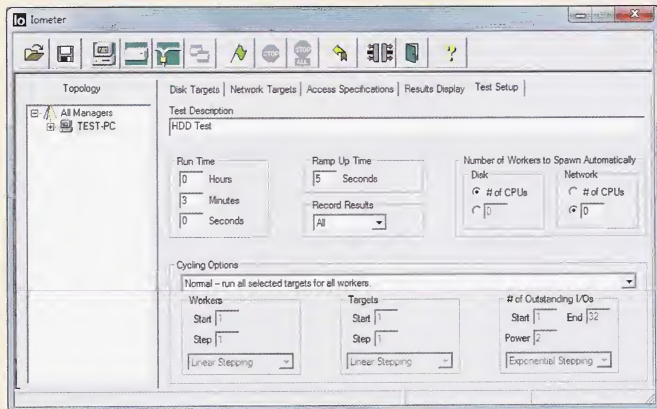 Iometer
STOP
STOP ALL
Topology
All Managers
TEST-PC
Disk Targets | Network Targets | Access Specifications | Results Display | Test Setup
Test Description
HDD Test
Run Time
0 Hours
3 Minutes
0 Seconds
Ramp Up Time
5 Seconds
Record Results
All
Number of Workers to Spawn Automatically
Disk
# of CPUs
0
Network
# of CPUs
0
Cycling Options
Normal -- run all selected targets for all workers.
Workers
Start 1
Step 1
Linear Stepping
Targets
Start 1
Step 1
Linear Stepping
# of Outstanding I/Os
Start 1 End 32
Power 2
Exponential Stepping